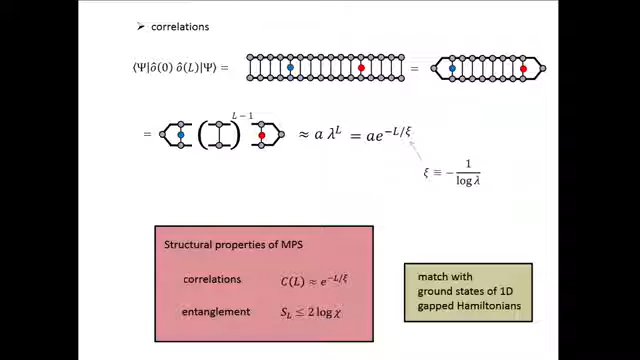 ➢ correlations
⟨Ψ|ô(0) ô(L)|Ψ⟩ = =
= ( )^{L−1} ≈ a λ^L = ae^{−L/ξ}
ξ ≡ − 1/log λ
Structural properties of MPS
correlations C(L) ≈ e^{−L/ξ}
entanglement S_L ≤ 2 log χ
match with
ground states of 1D
gapped Hamiltonians